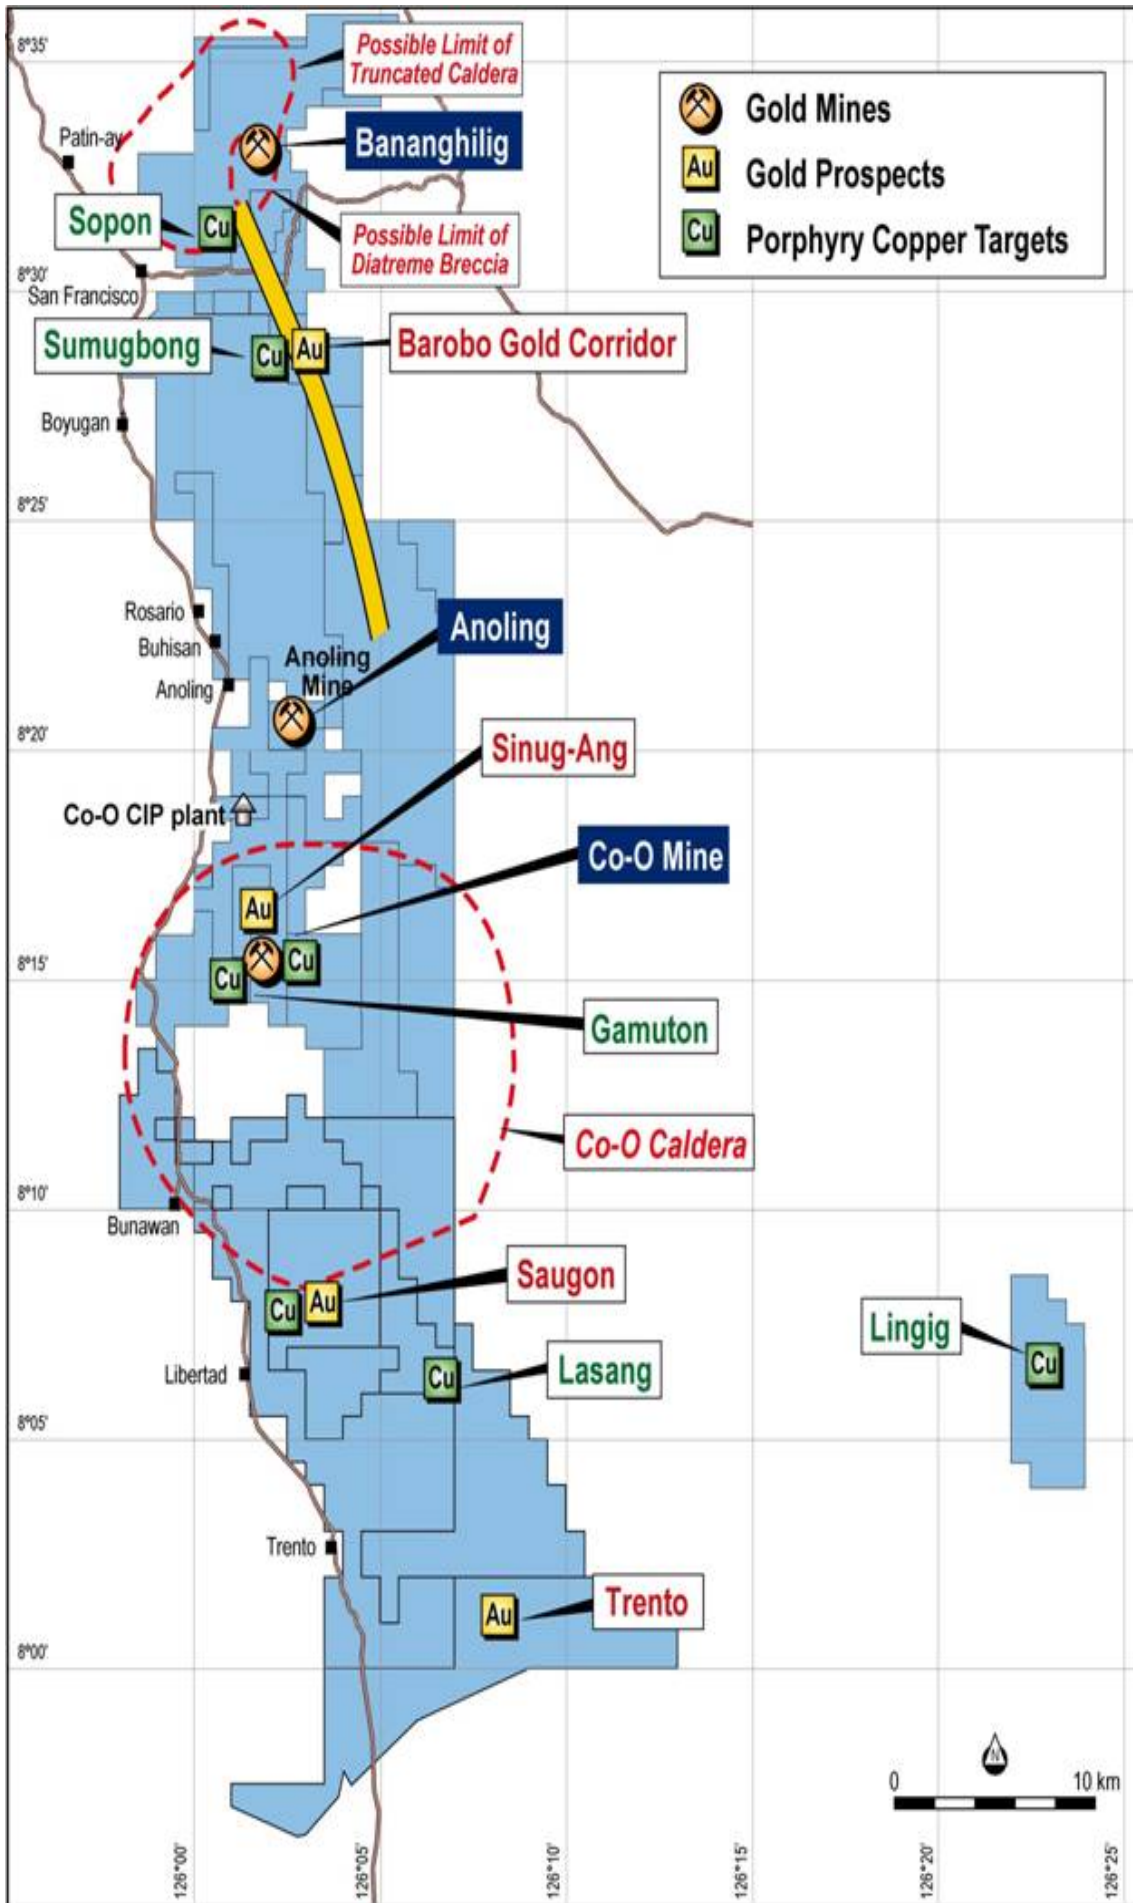 8°35'
Possible Limit of
Truncated Caldera
Gold Mines
Patin-ay
Bananghilig
Au
Gold Prospects
Sopon
Cu
Possible Limit of
Diatreme Breccia
Cu
Porphyry Copper Targets
8°30'
San Francisco
Sumugbong
Cu
Au
Barobo Gold Corridor
Boyugan
8°25'
Rosario
Buhisan
Anoling
Anoling
Anoling
Mine
8°20'
Sinug-Ang
Co-O CIP plant
Co-O Mine
Au
8°15'
Cu
Cu
Gamuton
Co-O Caldera
8°10'
Bunawan
Saugon
Cu
Au
Lingig
Cu
Libertad
Cu
Lasang
8°05'
Trento
Au
Trento
8°00'
N
0
10 km
126°00'
126°05'
126°10'
126°15'
126°20'
126°25'